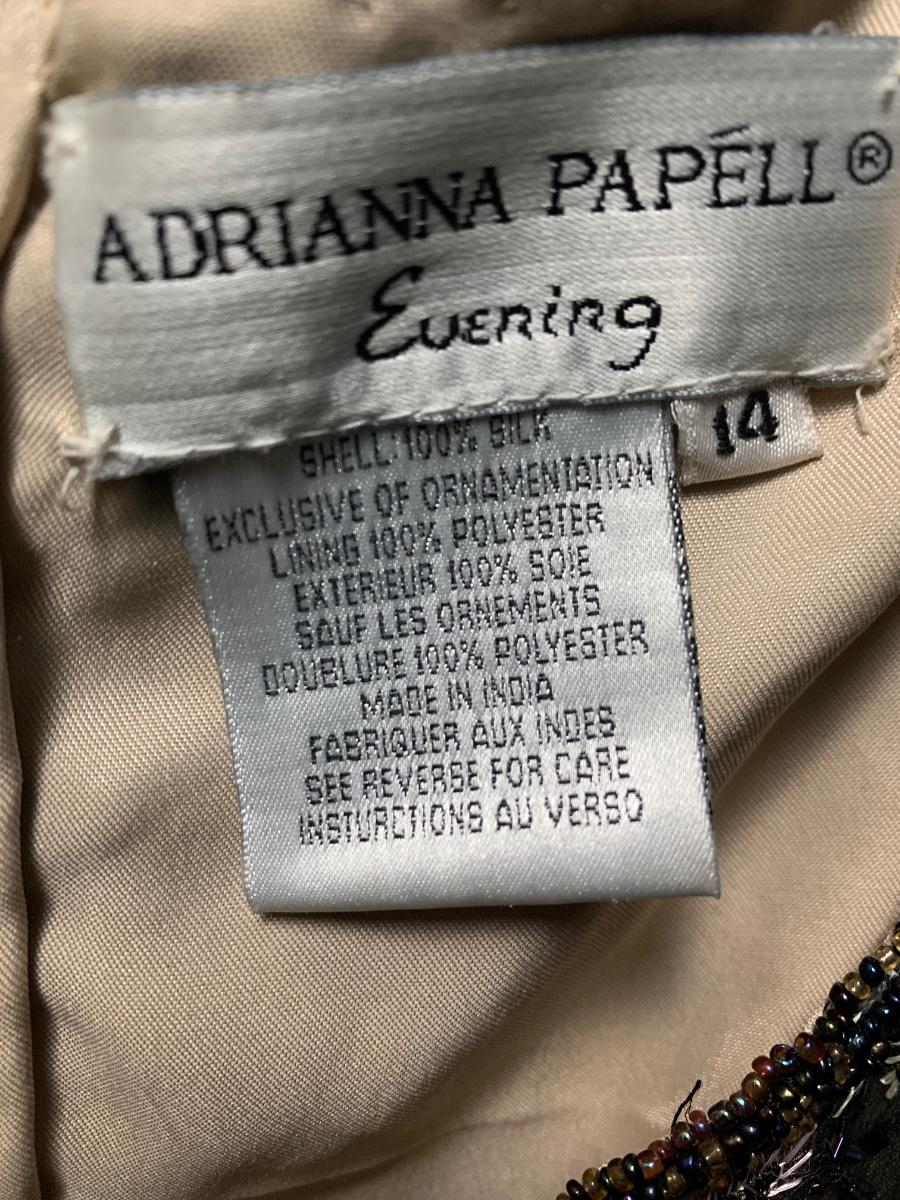 ADRIANNA PAPÉLL®
Evening
14
SHELL 100% SILK
EXCLUSIVE OF ORNAMENTATION
LINING 100% POLYESTER
EXTERIEUR 100% SOIE
SAUF LES ORNEMENTS
DOUBLURE 100% POLYESTER
MADE IN INDIA
FABRIQUER AUX INDES
SEE REVERSE FOR CARE
INSTURCTIONS AU VERSO